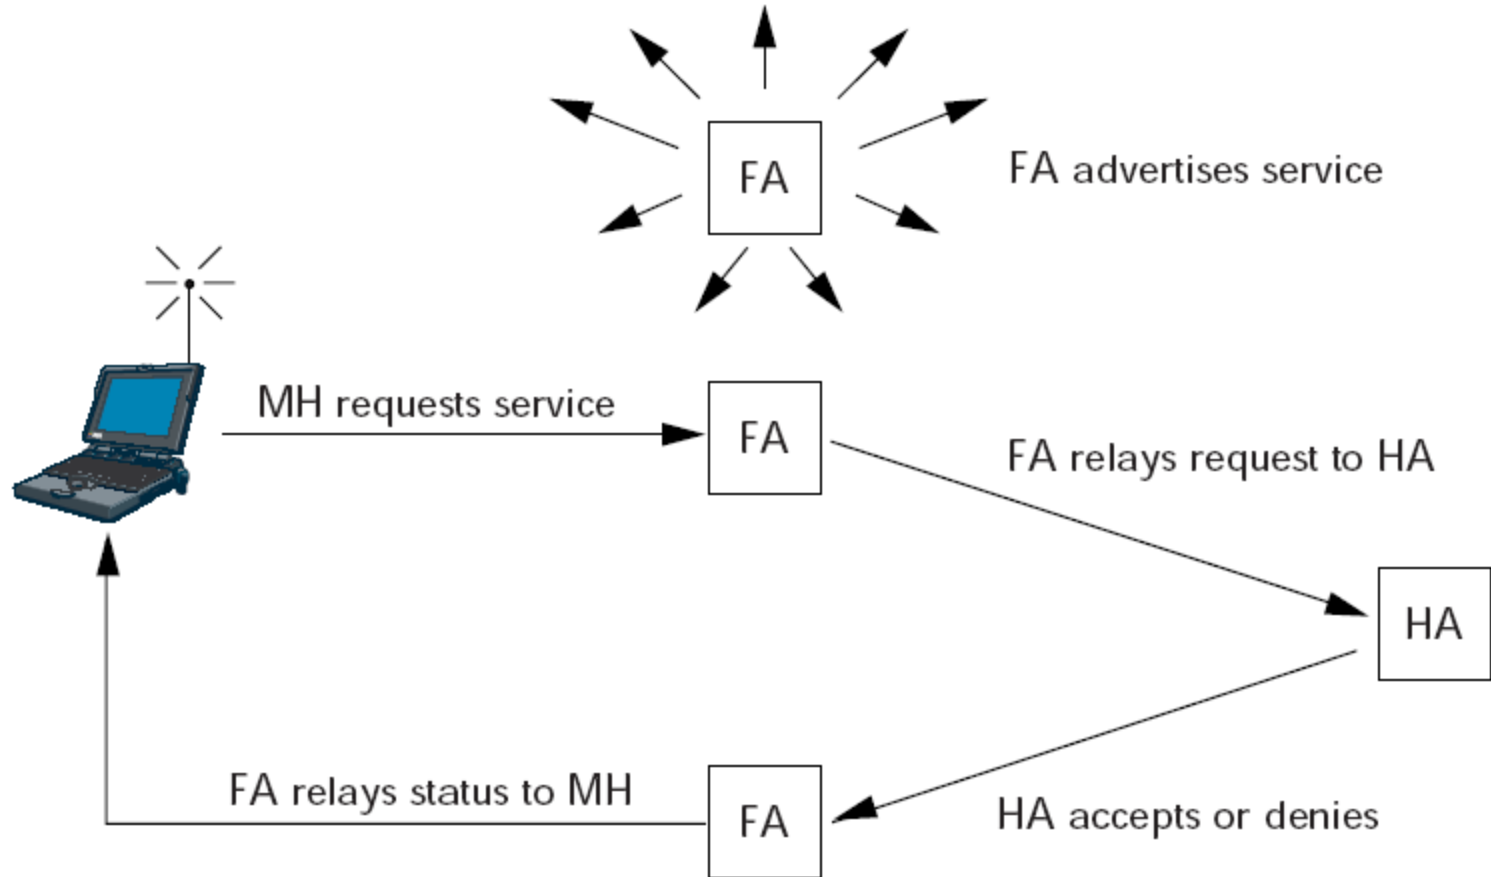 FA
FA advertises service
MH requests service
FA
FA relays request to HA
HA
FA relays status to MH
FA
HA accepts or denies